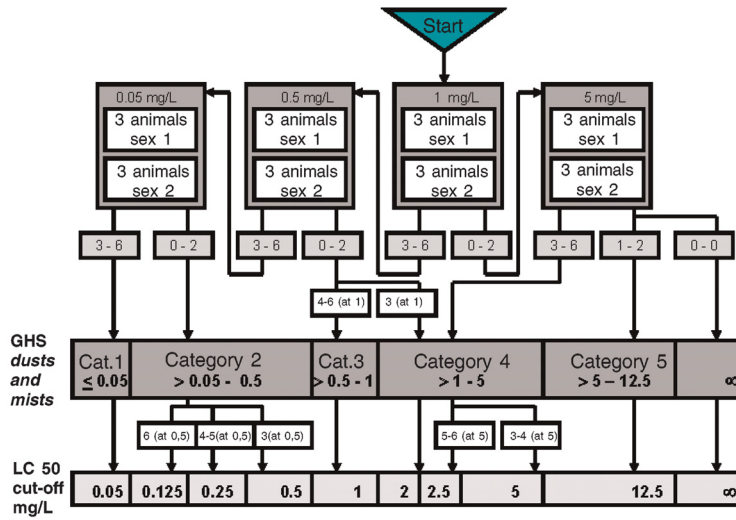 Start
0.05 mg/L
0.5 mg/L
1 mg/L
5 mg/L
3 animals
sex 1
3 animals
sex 1
3 animals
sex 1
3 animals
sex 1
3 animals
sex 2
3 animals
sex 2
3 animals
sex 2
3 animals
sex 2
3 - 6
0 - 2
3 - 6
0 - 2
3 - 6
0 - 2
3 - 6
1 - 2
0 - 0
4-6 (at 1)
3 (at 1)
GHS
dusts
and
mists
Cat.1
≤ 0.05
Category 2
> 0.05 - 0.5
Cat.3
> 0.5 - 1
Category 4
> 1 - 5
Category 5
> 5 – 12.5
∞
6 (at 0,5)
4-5(at 0,5)
3(at 0,5)
5-6 (at 5)
3-4 (at 5)
LC 50
cut-off
mg/L
0.05
0.125
0.25
0.5
1
2
2.5
5
12.5
∞